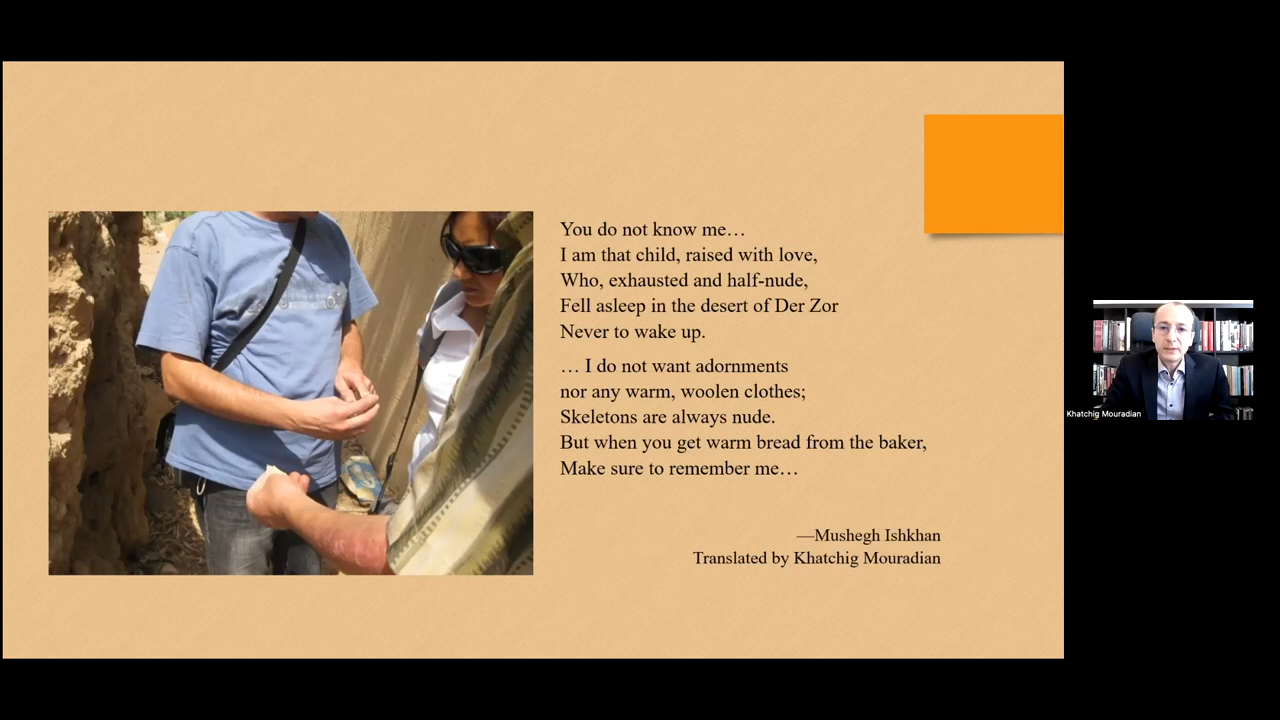 You do not know me…
I am that child, raised with love,
Who, exhausted and half-nude,
Fell asleep in the desert of Der Zor
Never to wake up.
… I do not want adornments
nor any warm, woolen clothes;
Skeletons are always nude.
But when you get warm bread from the baker,
Make sure to remember me…
—Mushegh Ishkhan
Translated by Khatchig Mouradian
Khatchig Mouradian